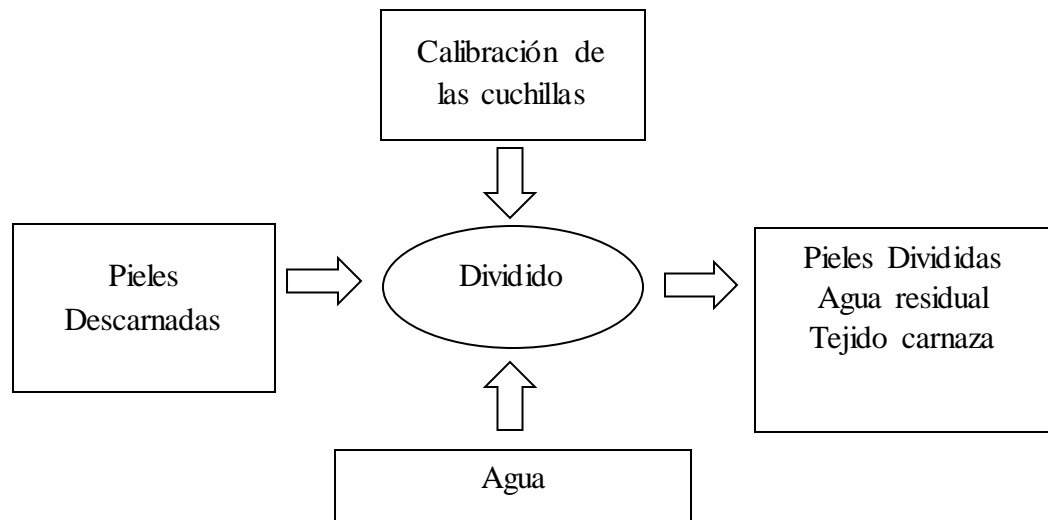 Calibración de
las cuchillas
Pieles
Descarnadas
Dividido
Pieles Divididas
Agua residual
Tejido carnaza
Agua